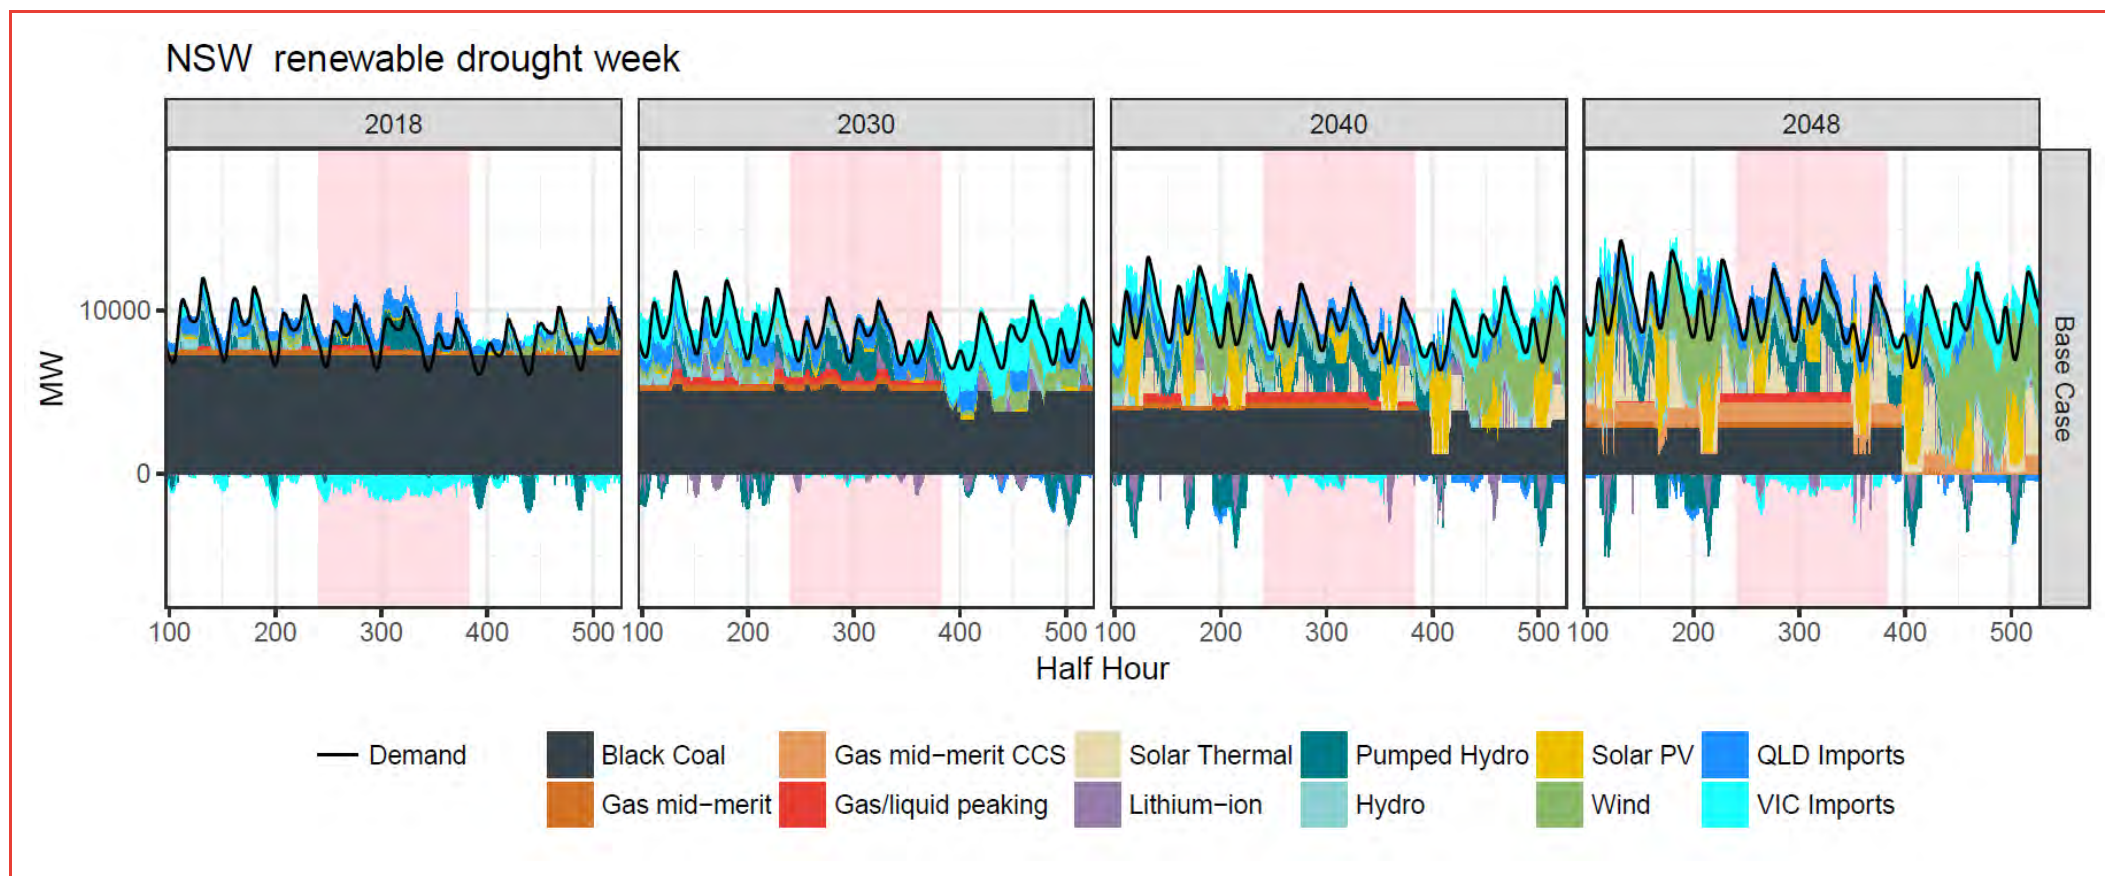 NSW renewable drought week
2018 2030 2040 2048
10000
0
MW
Base Case
100 200 300 400 500 100 200 300 400 500 100 200 300 400 500 100 200 300 400 500
Half Hour
Demand Black Coal Gas mid−merit CCS Solar Thermal Pumped Hydro Solar PV QLD Imports
Gas mid−merit Gas/liquid peaking Lithium−ion Hydro Wind VIC Imports